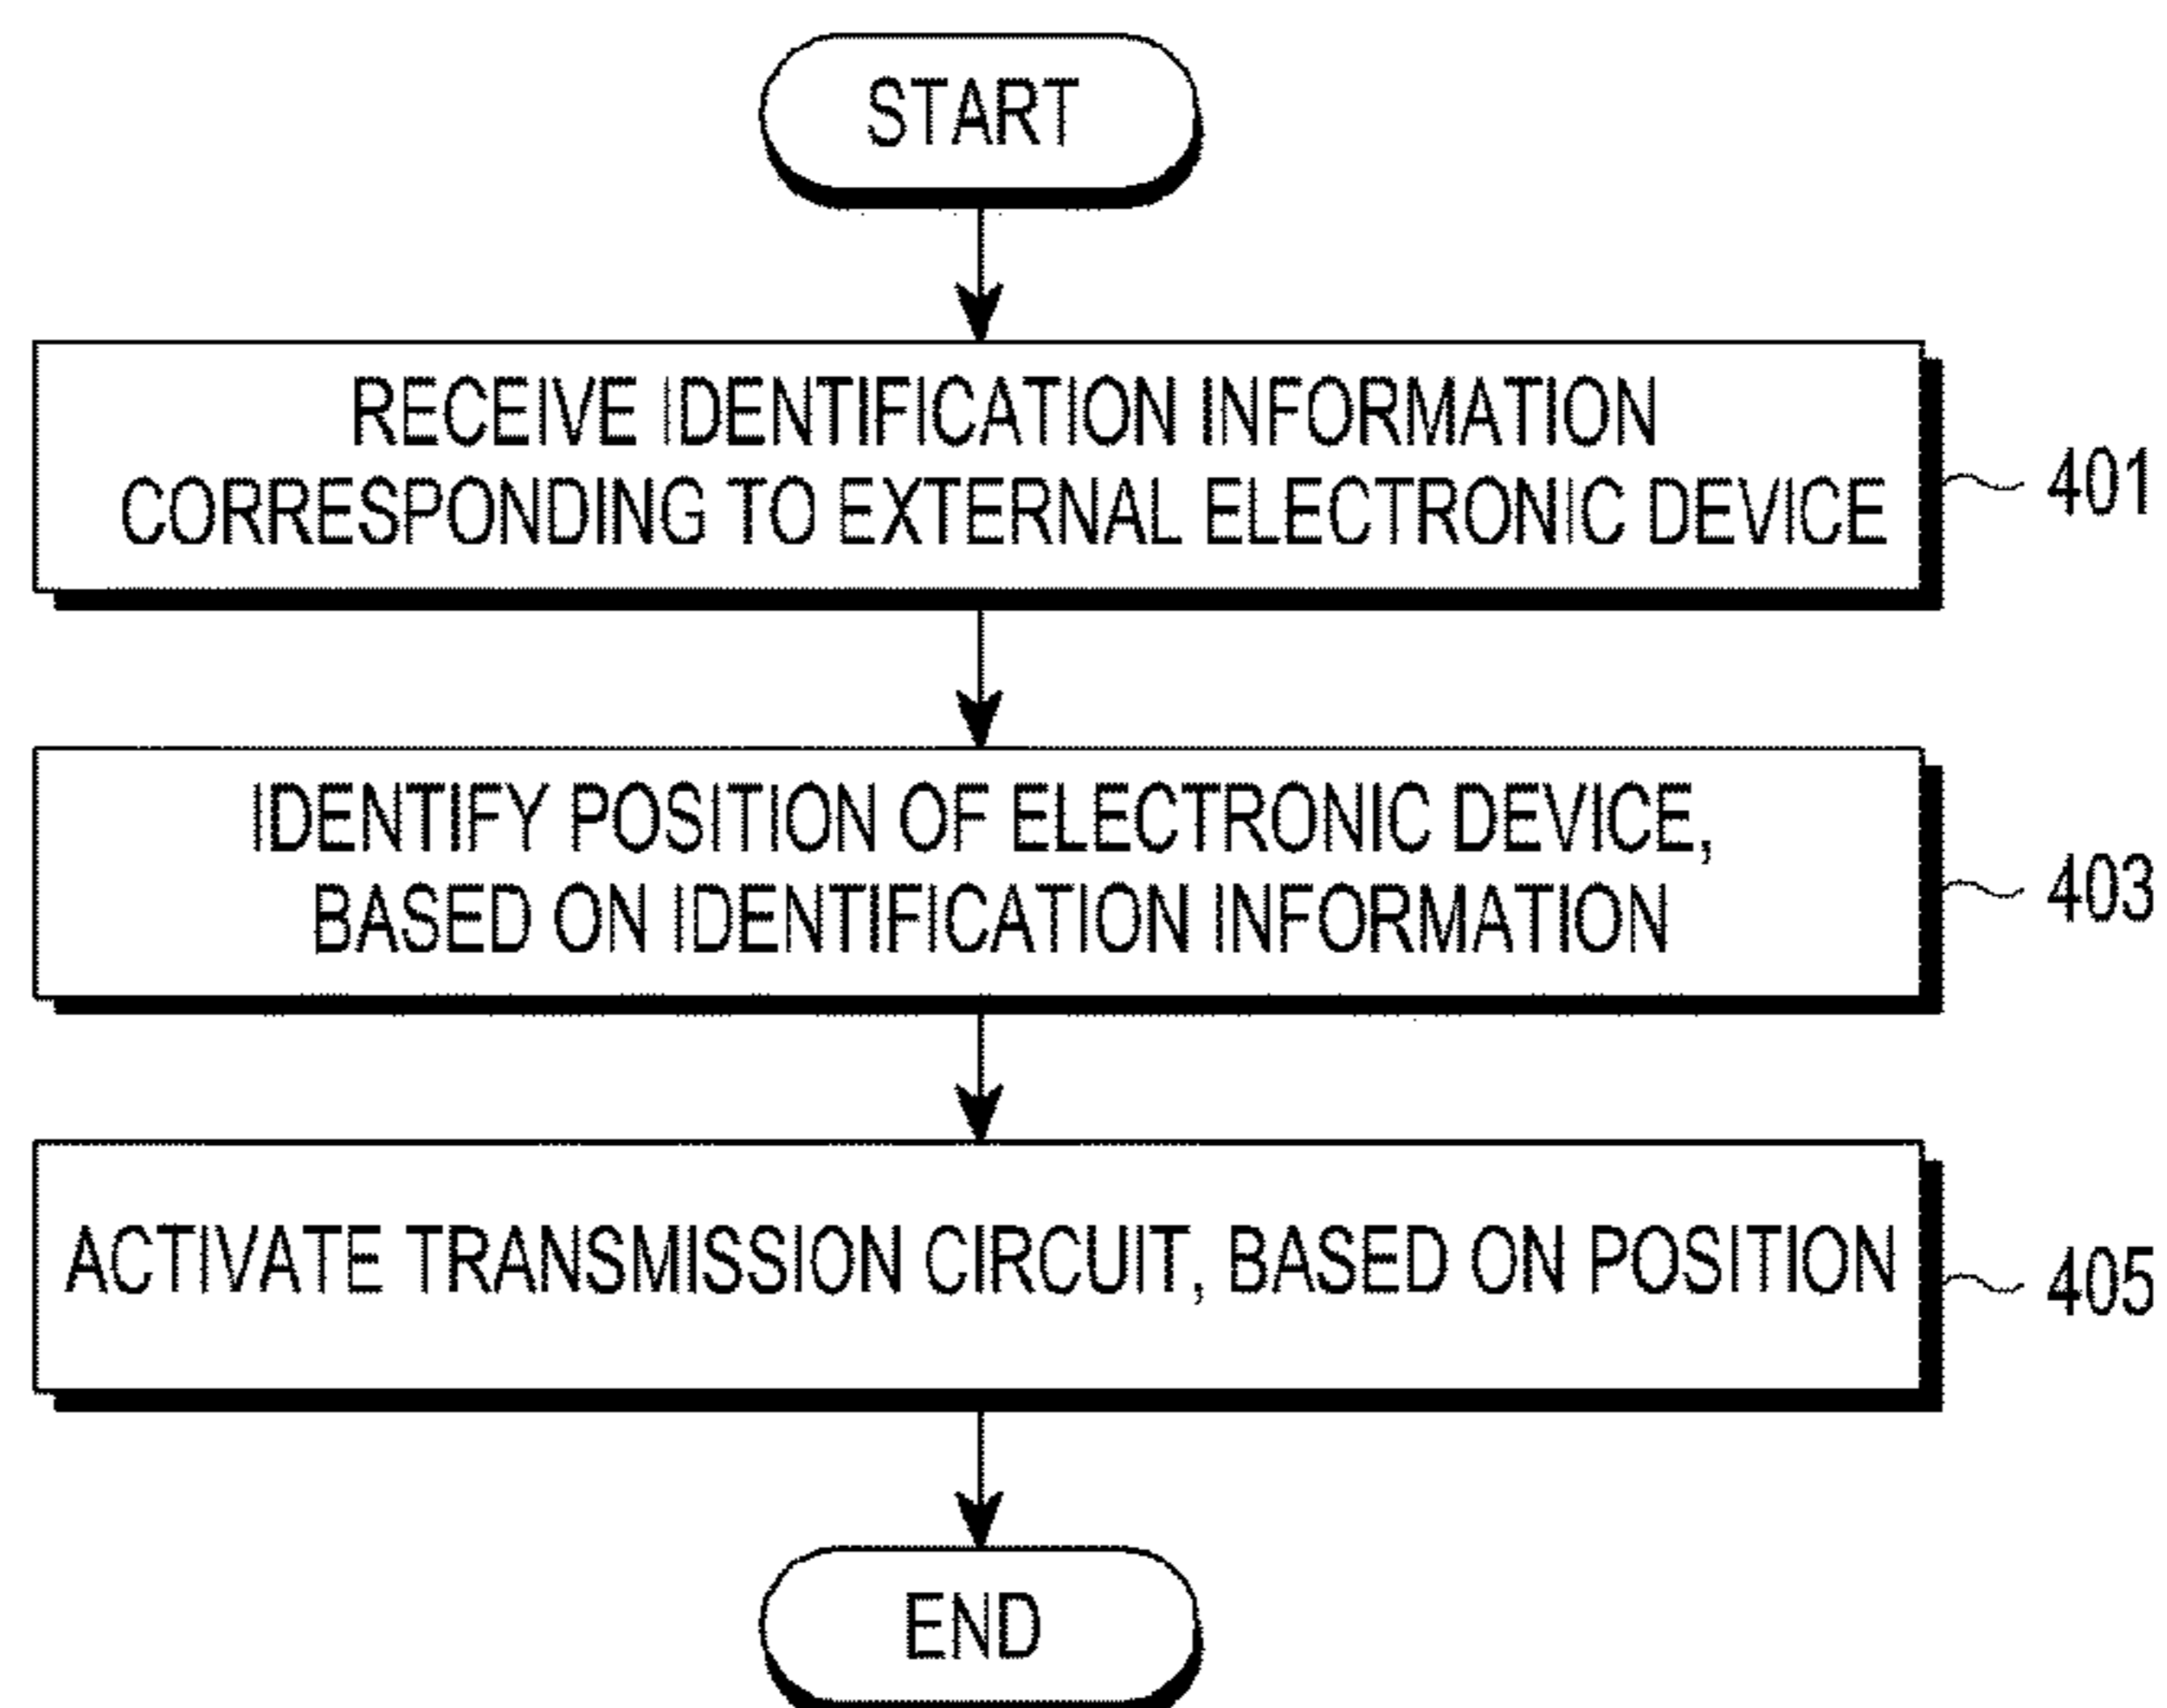 START
RECEIVE IDENTIFICATION INFORMATION
CORRESPONDING TO EXTERNAL ELECTRONIC DEVICE
401
IDENTIFY POSITION OF ELECTRONIC DEVICE,
BASED ON IDENTIFICATION INFORMATION
403
ACTIVATE TRANSMISSION CIRCUIT, BASED ON POSITION
405
END